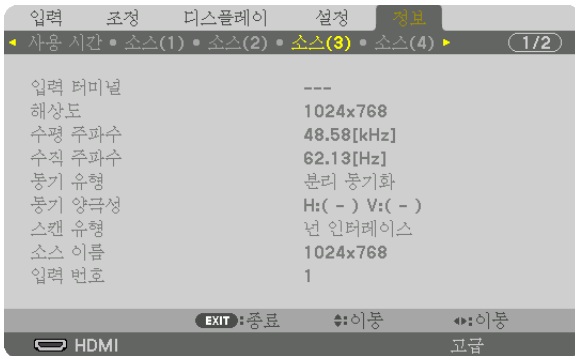 입력 조정 디스플레이 설정 정보
◄ 사용 시간 • 소스(1) • 소스(2) • 소스(3) • 소스(4) ► 1/2
입력 터미널 ---
해상도 1024x768
수평 주파수 48.58[kHz]
수직 주파수 62.13[Hz]
동기 유형 분리 동기화
동기 양극성 H:( - ) V:( - )
스캔 유형 넌 인터레이스
소스 이름 1024x768
입력 번호 1
EXIT :종료 :이동 :이동
HDMI 고급